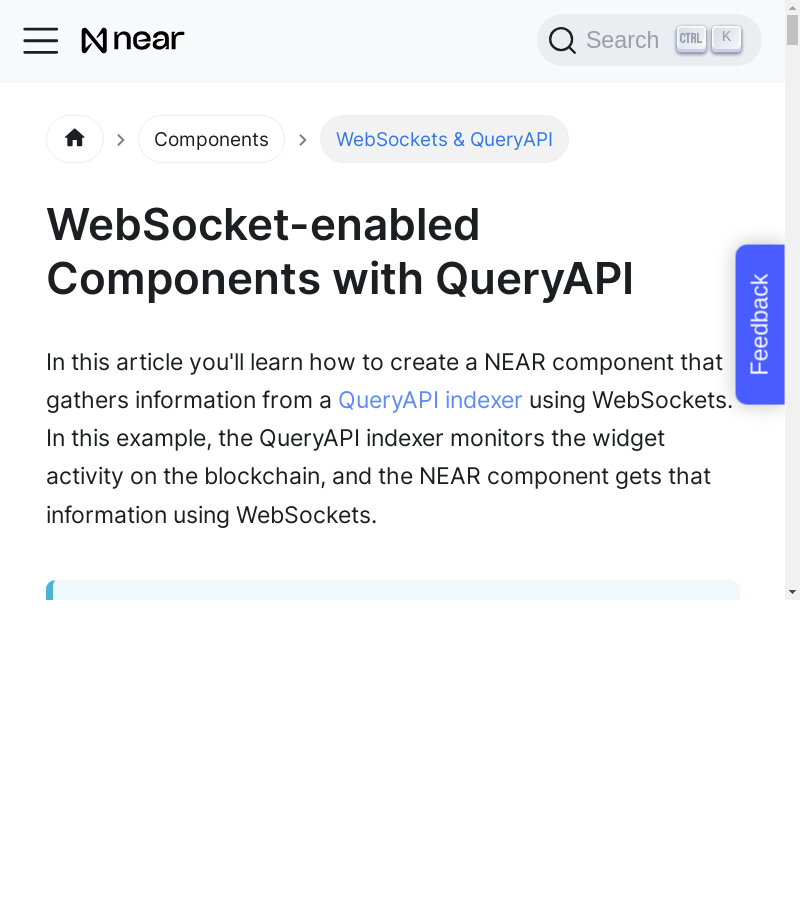 near
Search CTRL K
Components
WebSockets & QueryAPI
WebSocket-enabled
Components with QueryAPI
Feedback
In this article you'll learn how to create a NEAR component that
gathers information from a QueryAPI indexer using WebSockets.
In this example, the QueryAPI indexer monitors the widget
activity on the blockchain, and the NEAR component gets that
information using WebSockets.